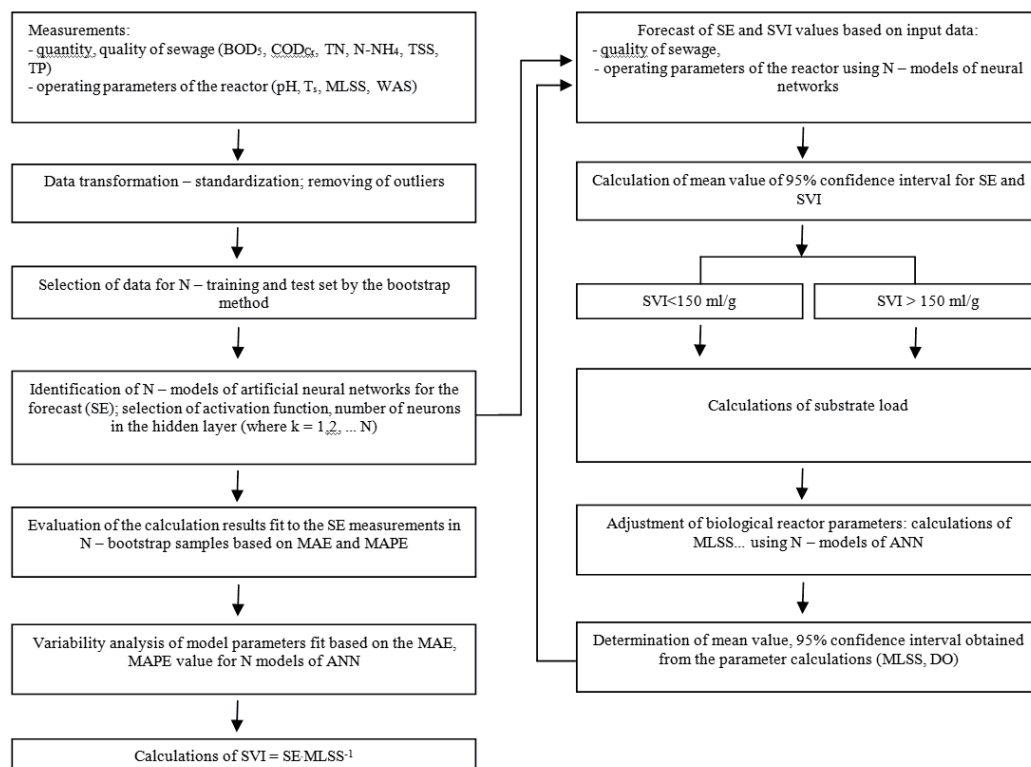 Measurements:
- quantity, quality of sewage (BOD₅, CODCr, TN, N-NH₄, TSS,
TP)
- operating parameters of the reactor (pH, Tₛ, MLSS, WAS)
Data transformation – standardization; removing of outliers
Selection of data for N – training and test set by the bootstrap
method
Identification of N – models of artificial neural networks for the
forecast (SE); selection of activation function, number of neurons
in the hidden layer (where k = 1,2, ... N)
Evaluation of the calculation results fit to the SE measurements in
N – bootstrap samples based on MAE and MAPE
Variability analysis of model parameters fit based on the MAE,
MAPE value for N models of ANN
Calculations of SVI = SE·MLSS⁻¹
Forecast of SE and SVI values based on input data:
- quality of sewage,
- operating parameters of the reactor using N – models of neural
networks
Calculation of mean value of 95% confidence interval for SE and
SVI
SVI<150 ml/g
SVI > 150 ml/g
Calculations of substrate load
Adjustment of biological reactor parameters: calculations of
MLSS... using N – models of ANN
Determination of mean value, 95% confidence interval obtained
from the parameter calculations (MLSS, DO)